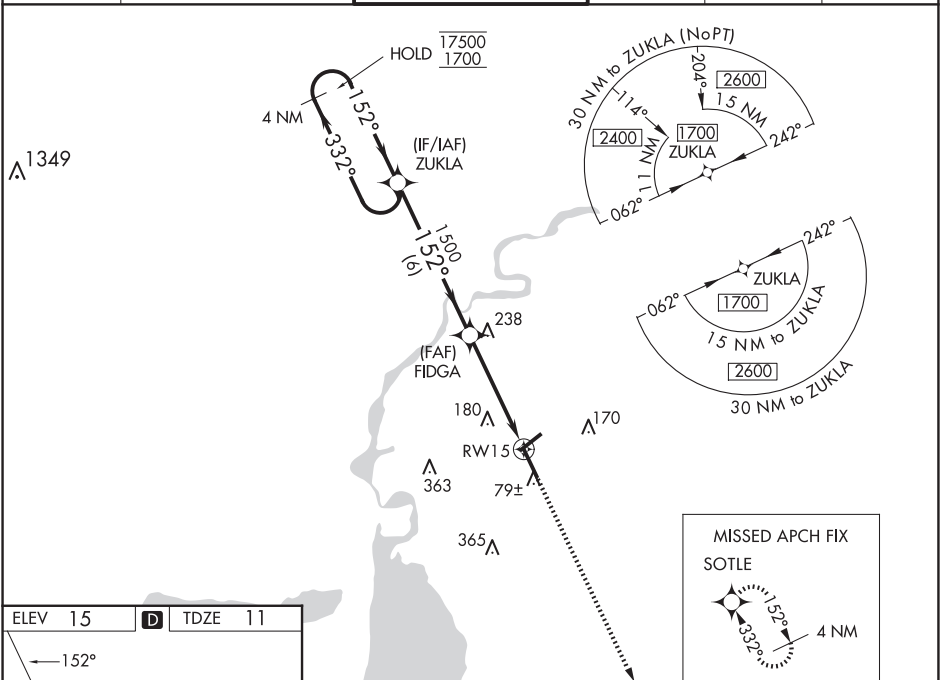 HOLD 17500
1700
4 NM
152°
332°
(IF/IAF)
ZUKLA
1349
1500
152°
(6)
238
(FAF)
FIDGA
180
170
RW15
363
79±
365
30 NM to ZUKLA (NoPT)
204°
2600
114°
15 NM
2400
1700
242°
ZUKLA
11 NM
062°
242°
ZUKLA
062°
1700
15 NM to ZUKLA
2600
30 NM to ZUKLA
MISSED APCH FIX
SOTLE
152°
332°
4 NM
ELEV 15 D TDZE 11
152°